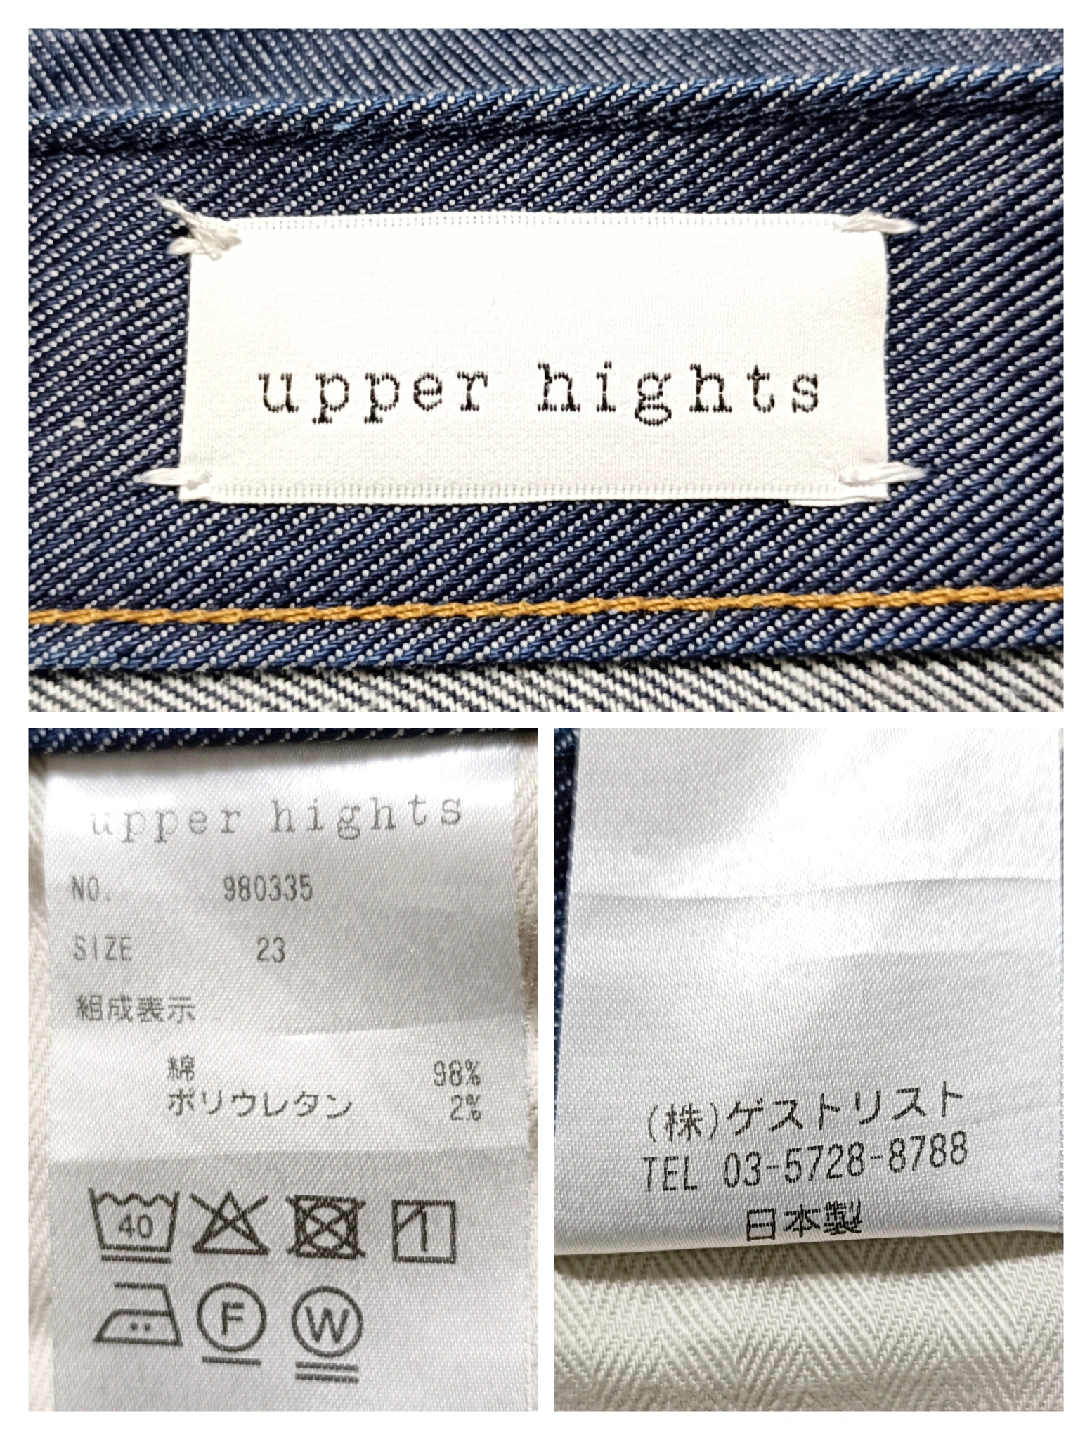 upper hights
upper hights
NO. 980335
SIZE 23
組成表示
綿 98%
ポリウレタン 2%
40
F W
(株)ゲストリスト
TEL 03-5728-8788
日本製